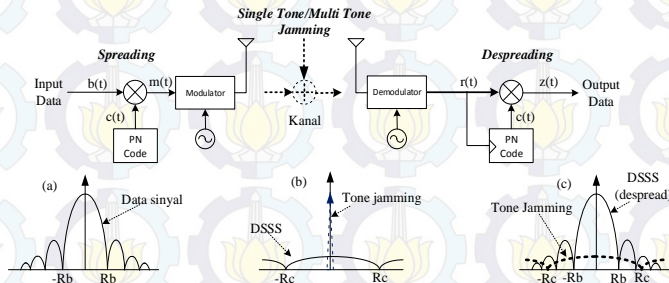 Single Tone/Multi Tone
Jamming
Spreading
Despreading
Input
Data
b(t)
m(t)
c(t)
PN
Code
Modulator
Kanal
Demodulator
r(t)
z(t)
c(t)
PN
Code
Output
Data
(a)
Data sinyal
-Rb
Rb
(b)
Tone jamming
DSSS
-Rc
Rc
(c)
DSSS
(despread)
Tone Jamming
-Rc
-Rb
Rb
Rc